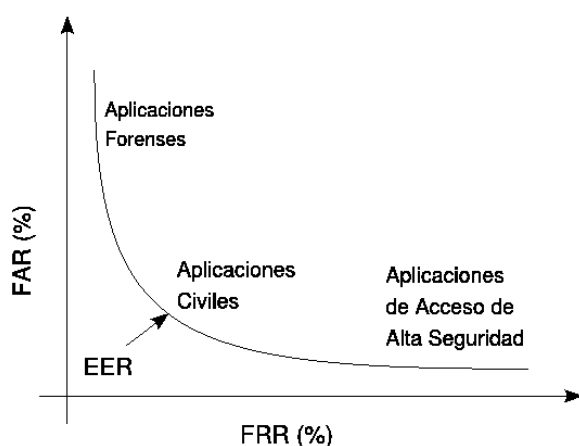 Aplicaciones
Forenses
FAR (%)
Aplicaciones
Civiles
Aplicaciones
de Acceso de
Alta Seguridad
EER
FRR (%)